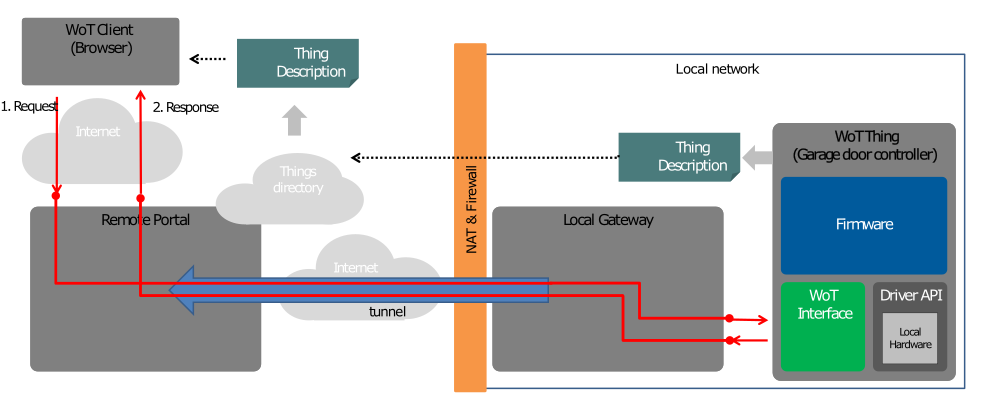 WoT Client
(Browser)
Thing
Description
Local network
1. Request
2. Response
Internet
Thing
Description
WoT Thing
(Garage door controller)
Things
directory
NAT & Firewall
Firmware
Remote Portal
Local Gateway
Internet
tunnel
WoT
Interface
Driver API
Local
Hardware